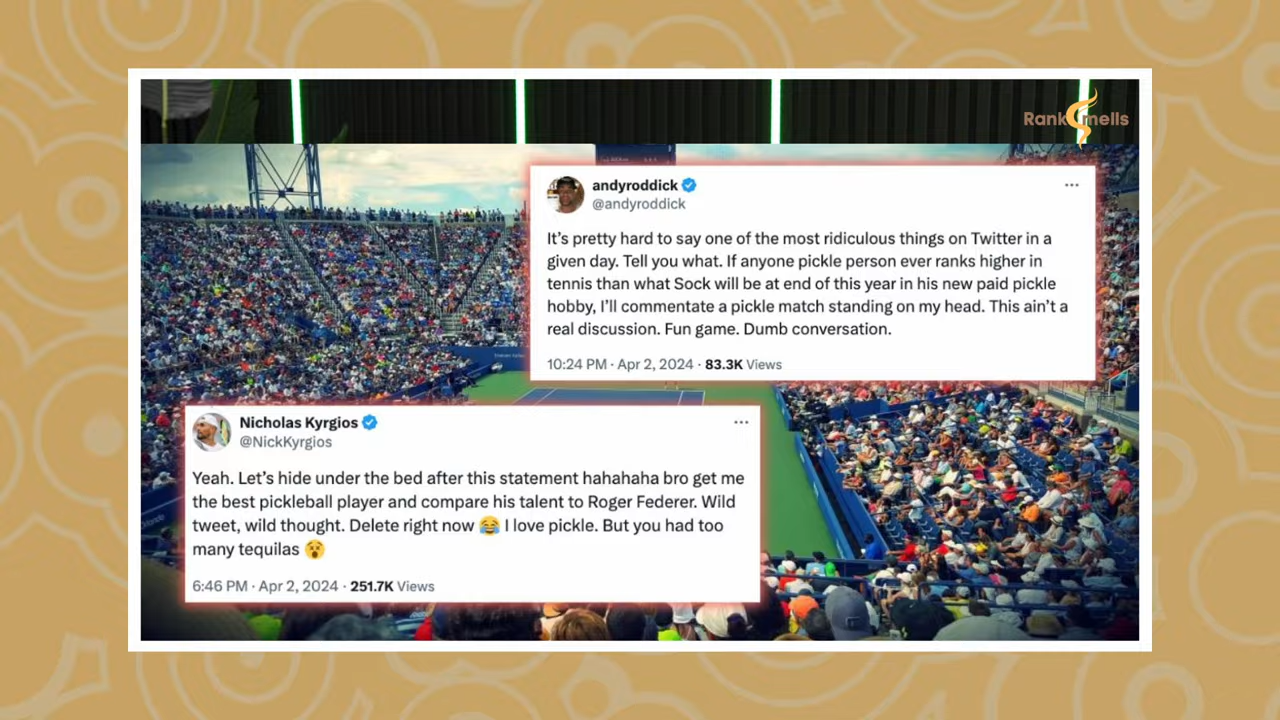 RankSmells
andyroddick
@andyroddick
It's pretty hard to say one of the most ridiculous things on Twitter in a
given day. Tell you what. If anyone pickle person ever ranks higher in
tennis than what Sock will be at end of this year in his new paid pickle
hobby, I'll commentate a pickle match standing on my head. This ain't a
real discussion. Fun game. Dumb conversation.
10:24 PM · Apr 2, 2024 · 83.3K Views
Nicholas Kyrgios
@NickKyrgios
Yeah. Let's hide under the bed after this statement hahahaha bro get me
the best pickleball player and compare his talent to Roger Federer. Wild
tweet, wild thought. Delete right now 😂 I love pickle. But you had too
many tequilas 😵
6:46 PM · Apr 2, 2024 · 251.7K Views